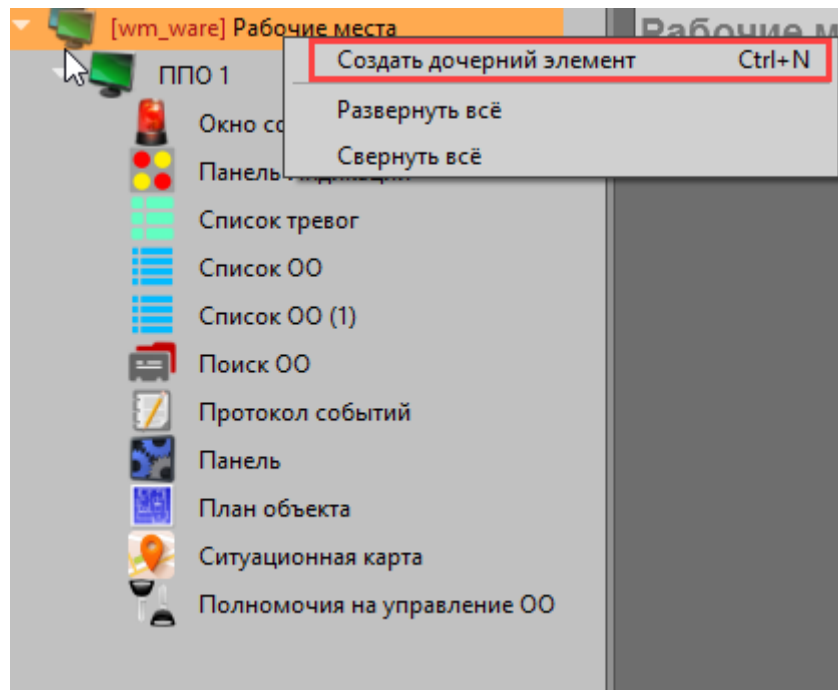 [wm_ware] Рабочие места
Рабочие
Создать дочерний элемент Ctrl+N
ППО 1
Развернуть всё
Окно
Свернуть всё
Панель
Список тревог
Список ОО
Список ОО (1)
Поиск ОО
Протокол событий
Панель
План объекта
Ситуационная карта
Полномочия на управление ОО